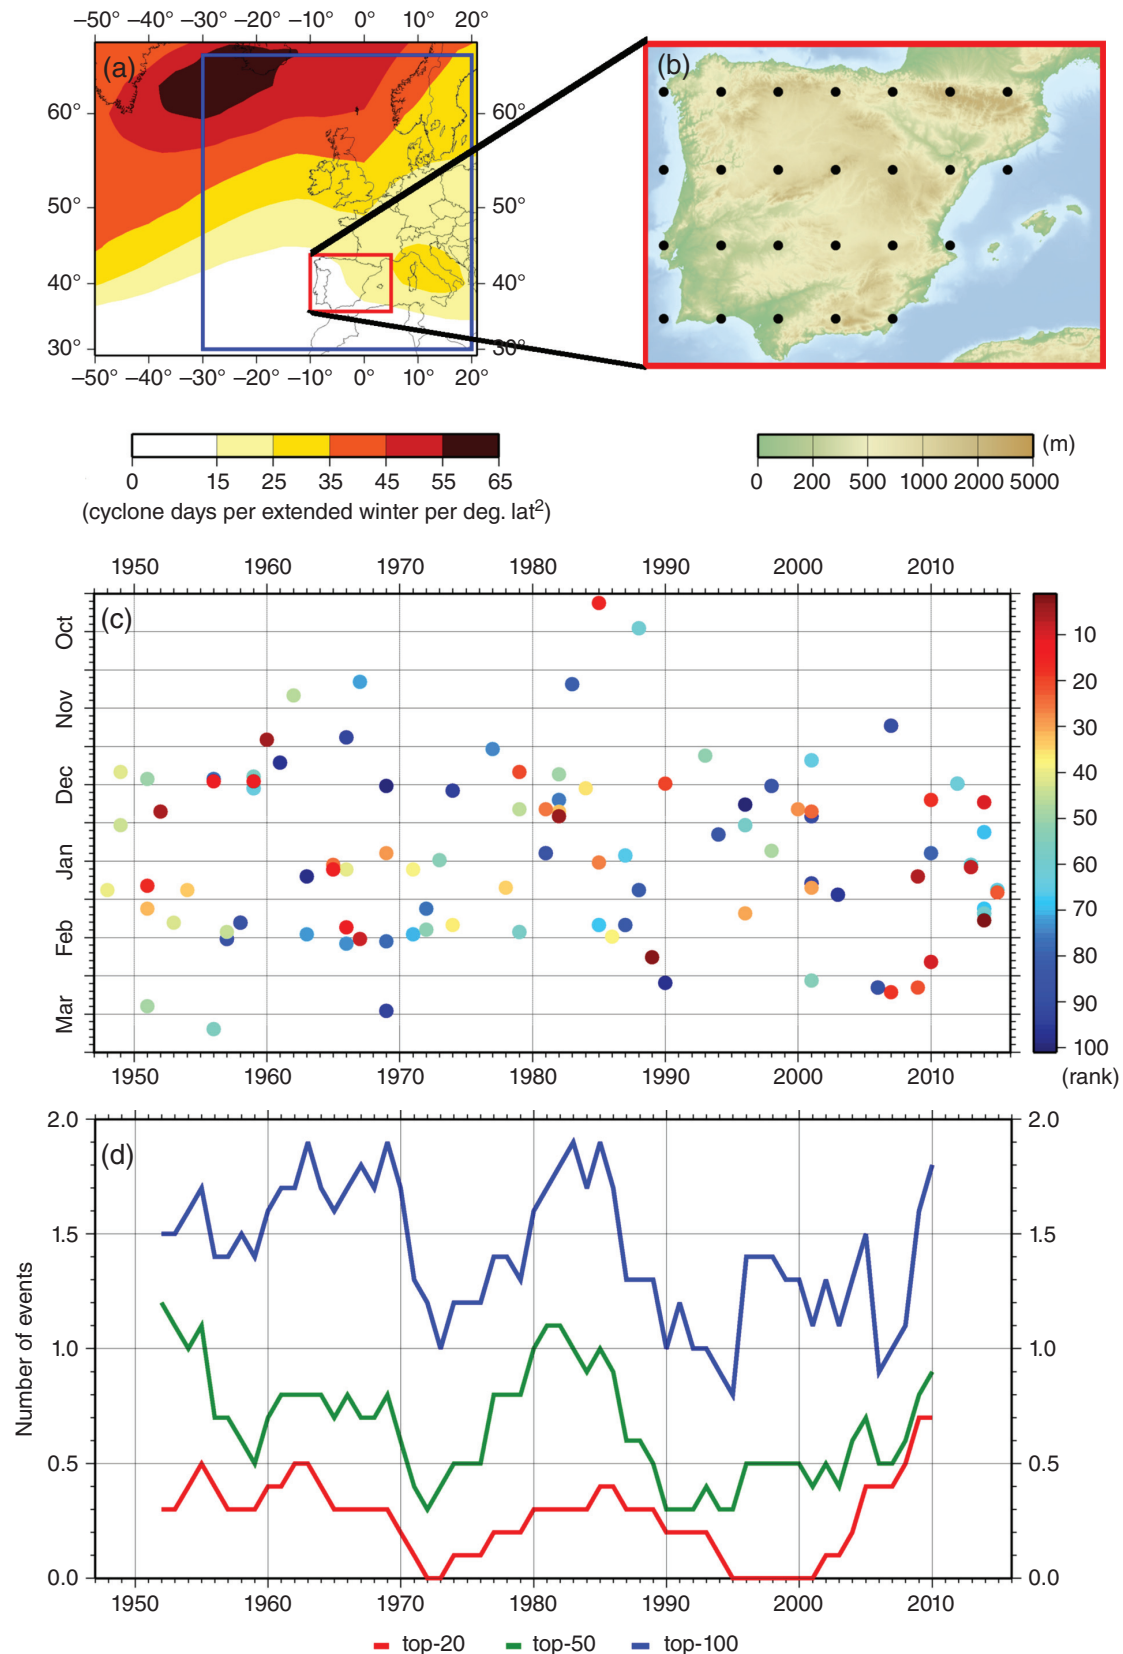 −50° −40° −30° −20° −10° 0° 10° 20°
(a)
(b)
60° 60°
50° 50°
40° 40°
30° 30°
−50° −40° −30° −20° −10° 0° 10° 20°
0 15 25 35 45 55 65
(cyclone days per extended winter per deg. lat²)
(m)
0 200 500 1000 2000 5000
1950 1960 1970 1980 1990 2000 2010
(c)
Oct
Nov
Dec
Jan
Feb
Mar
10
20
30
40
50
60
70
80
90
100
(rank)
1950 1960 1970 1980 1990 2000 2010
(d)
2.0 2.0
1.5 1.5
1.0 1.0
0.5 0.5
0.0 0.0
Number of events
1950 1960 1970 1980 1990 2000 2010
top-20 top-50 top-100